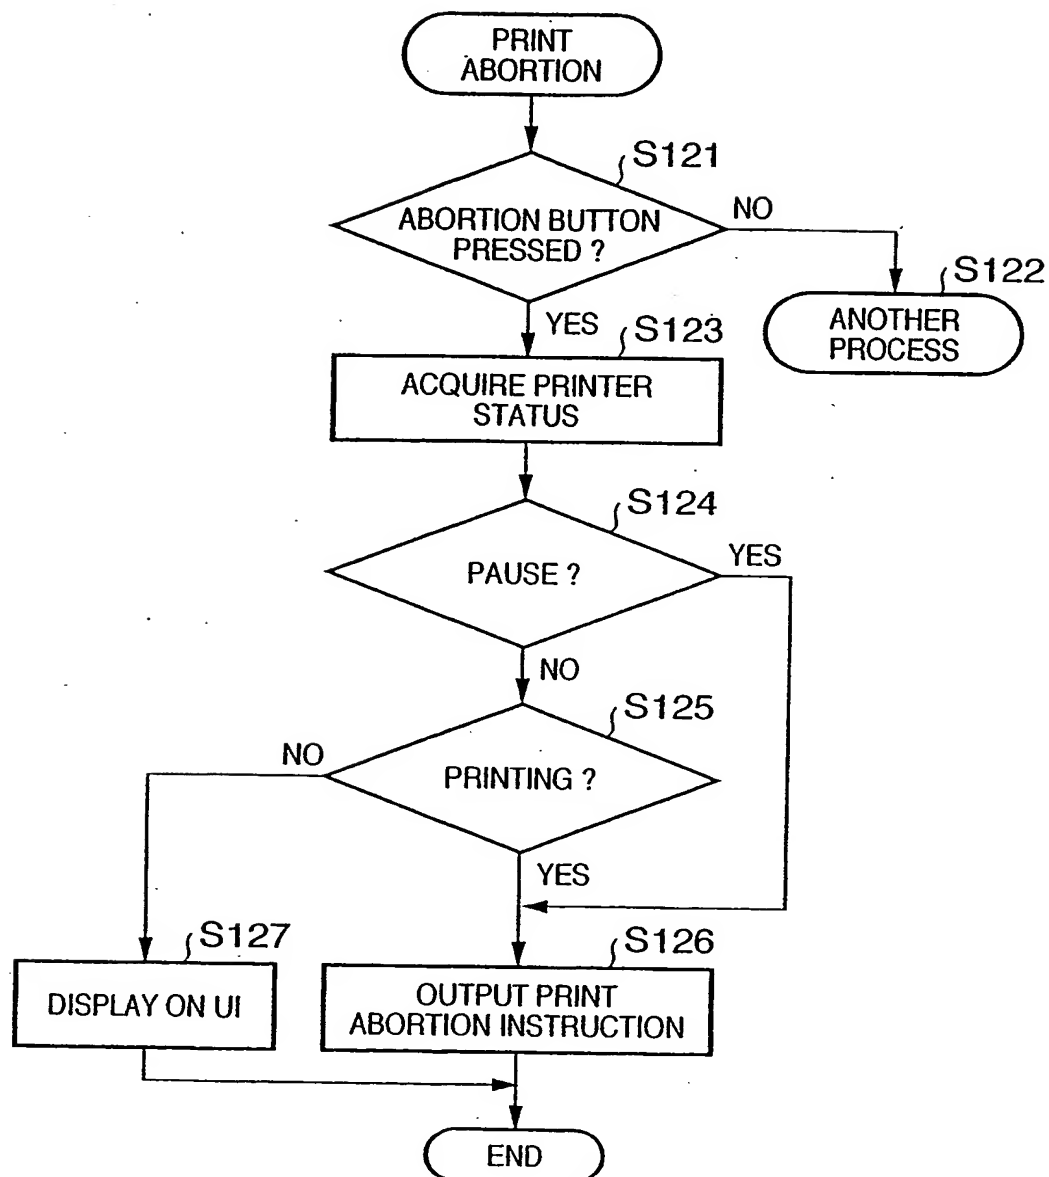 PRINT
ABORTION
S121
ABORTION BUTTON
PRESSED ?
NO
S122
ANOTHER
PROCESS
YES
S123
ACQUIRE PRINTER
STATUS
S124
PAUSE ?
YES
NO
S125
NO
PRINTING ?
YES
S127
DISPLAY ON UI
S126
OUTPUT PRINT
ABORTION INSTRUCTION
END